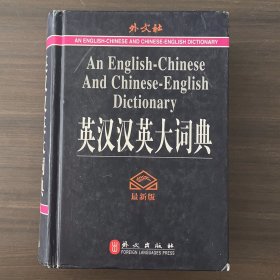 外文社
AN ENGLISH-CHINESE AND CHINESE-ENGLISH DICTIONARY
An English-Chinese
And Chinese-English
Dictionary
英汉汉英大词典
最新版
外文出版社
FOREIGN LANGUAGES PRESS